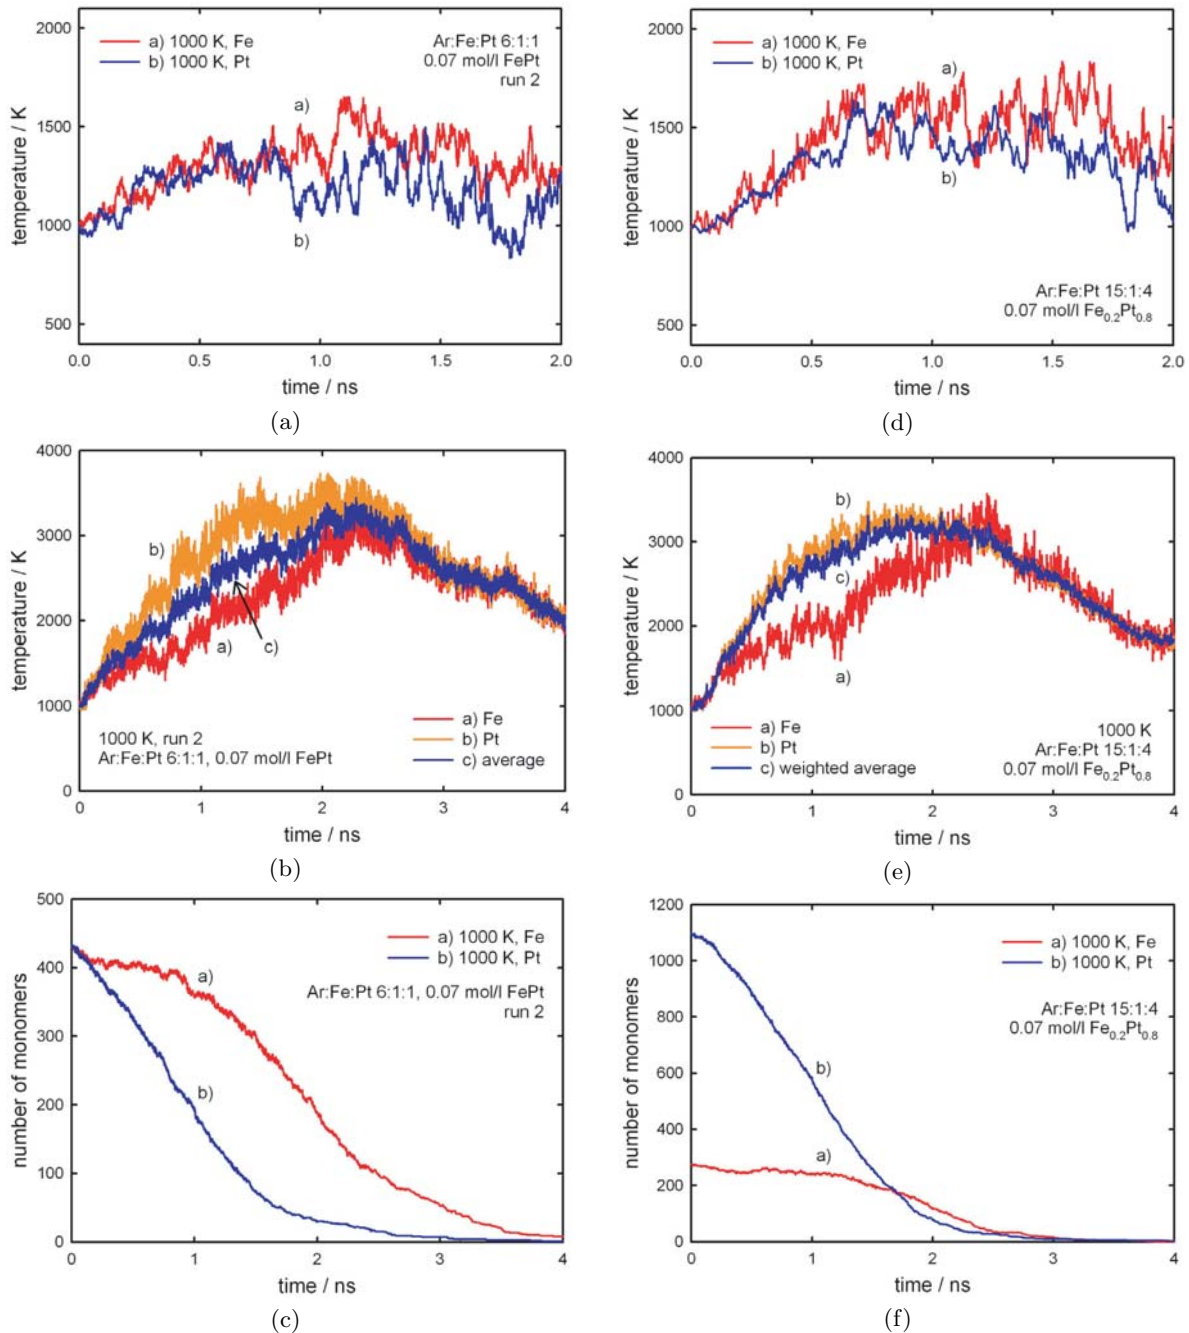 2000
1500
1000
500
temperature / K
a) 1000 K, Fe
b) 1000 K, Pt
Ar:Fe:Pt 6:1:1
0.07 mol/l FePt
run 2
a)
b)
0.0
0.5
1.0
1.5
2.0
time / ns
(a)
2000
1500
1000
500
temperature / K
a) 1000 K, Fe
b) 1000 K, Pt
a)
b)
Ar:Fe:Pt 15:1:4
0.07 mol/l Fe0.2Pt0.8
0.0
0.5
1.0
1.5
2.0
time / ns
(d)
4000
3000
2000
1000
0
temperature / K
b)
a)
c)
1000 K, run 2
Ar:Fe:Pt 6:1:1, 0.07 mol/l FePt
a) Fe
b) Pt
c) average
0
1
2
3
4
time / ns
(b)
4000
3000
2000
1000
0
temperature / K
b)
c)
a)
a) Fe
b) Pt
c) weighted average
1000 K
Ar:Fe:Pt 15:1:4
0.07 mol/l Fe0.2Pt0.8
0
1
2
3
4
time / ns
(e)
500
400
300
200
100
0
number of monomers
a) 1000 K, Fe
b) 1000 K, Pt
Ar:Fe:Pt 6:1:1, 0.07 mol/l FePt
run 2
a)
b)
0
1
2
3
4
time / ns
(c)
1200
1000
800
600
400
200
0
number of monomers
a) 1000 K, Fe
b) 1000 K, Pt
Ar:Fe:Pt 15:1:4
0.07 mol/l Fe0.2Pt0.8
b)
a)
0
1
2
3
4
time / ns
(f)